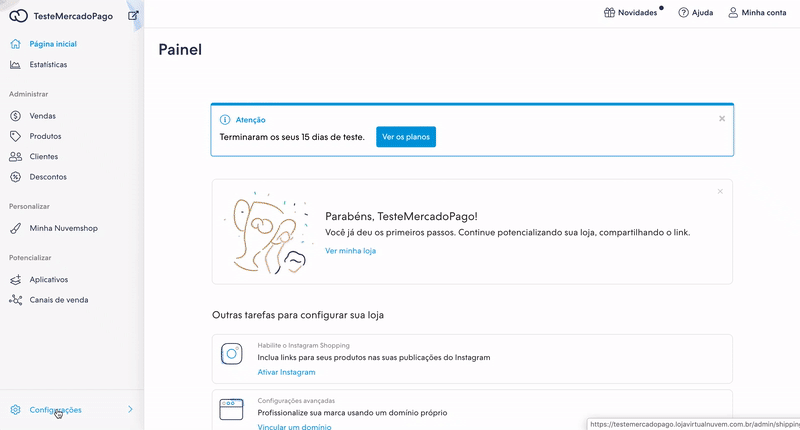 TesteMercadoPago
Novidades
Ajuda
Minha conta
Página inicial
Estatísticas
Administrar
Vendas
Produtos
Clientes
Descontos
Personalizar
Minha Nuvemshop
Potencializar
Aplicativos
Canais de venda
Configurações
Painel
Atenção
Terminaram os seus 15 dias de teste.
Ver os planos
Parabéns, TesteMercadoPago!
Você já deu os primeiros passos. Continue potencializando sua loja, compartilhando o link.
Ver minha loja
Outras tarefas para configurar sua loja
Habilite o Instagram Shopping
Inclua links para seus produtos nas suas publicações do Instagram
Ativar Instagram
Configurações avançadas
Profissionalize sua marca usando um domínio próprio
Vincular um domínio
https://testemercadopago.lojavirtualnuvem.com.br/admin/shipping